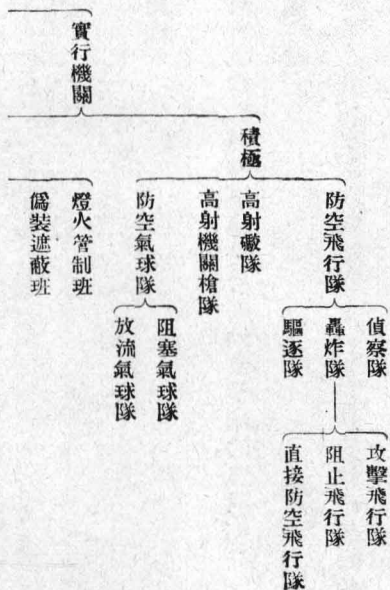 實行機關
積極
防空飛行隊
偵察隊
轟炸隊
攻擊飛行隊
阻止飛行隊
直接防空飛行隊
驅逐隊
高射礮隊
高射機關槍隊
防空氣球隊
阻塞氣球隊
放流氣球隊
燈火管制班
僞裝遮蔽班